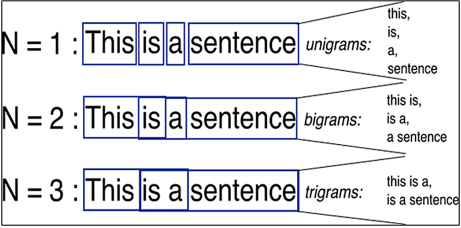 N = 1 : This is a sentence unigrams:
this,
is,
a,
sentence
N = 2 : This is a sentence bigrams:
this is,
is a,
a sentence
N = 3 : This is a sentence trigrams:
this is a,
is a sentence